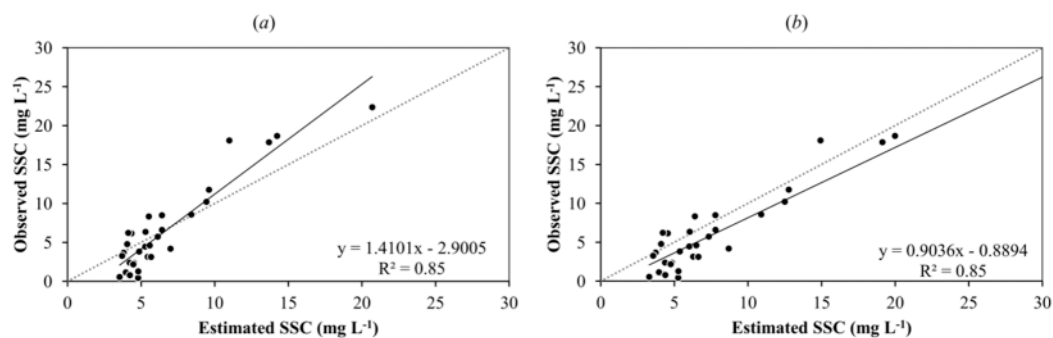 (a)
30
25
20
15
10
5
0
Observed SSC (mg L⁻¹)
y = 1.4101x - 2.9005
R² = 0.85
0 5 10 15 20 25 30
Estimated SSC (mg L⁻¹)
(b)
30
25
20
15
10
5
0
Observed SSC (mg L⁻¹)
y = 0.9036x - 0.8894
R² = 0.85
0 5 10 15 20 25 30
Estimated SSC (mg L⁻¹)